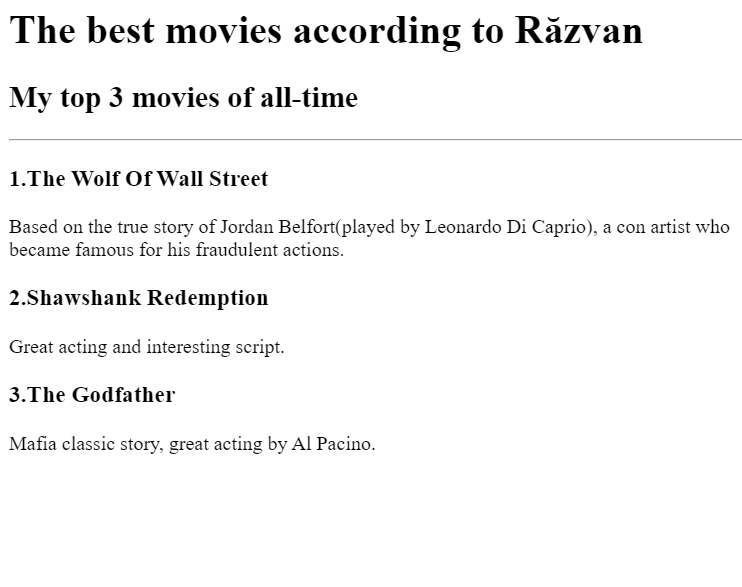 The best movies according to Răzvan
My top 3 movies of all-time
1.The Wolf Of Wall Street
Based on the true story of Jordan Belfort(played by Leonardo Di Caprio), a con artist who
became famous for his fraudulent actions.
2.Shawshank Redemption
Great acting and interesting script.
3.The Godfather
Mafia classic story, great acting by Al Pacino.